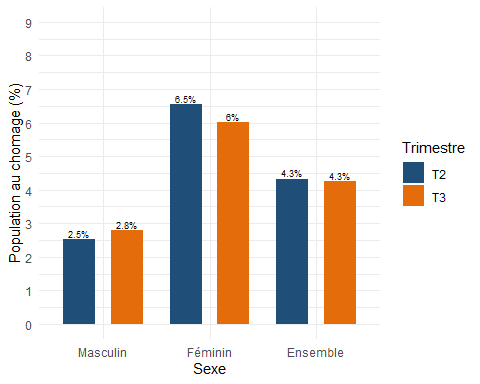 Population au chomage (%)
9
8
7
6
5
4
3
2
1
0
2.5%
2.8%
6.5%
6%
4.3%
4.3%
Masculin
Féminin
Ensemble
Sexe
Trimestre
T2
T3